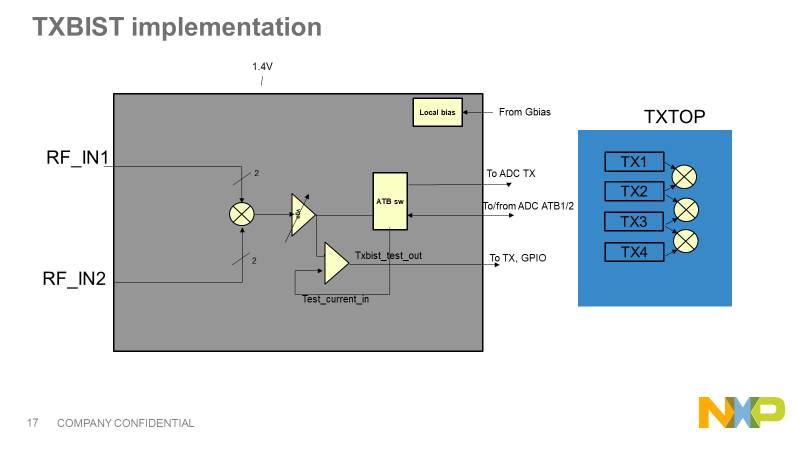 TXBIST implementation
1.4V
Local bias
From Gbias
TXTOP
RF_IN1
2
To ADC TX
TX1
ATB sw
TX2
To/from ADC ATB1/2
vga
TX3
2
Txbist_test_out
To TX, GPIO
TX4
RF_IN2
Test_current_in
17 COMPANY CONFIDENTIAL
NXP